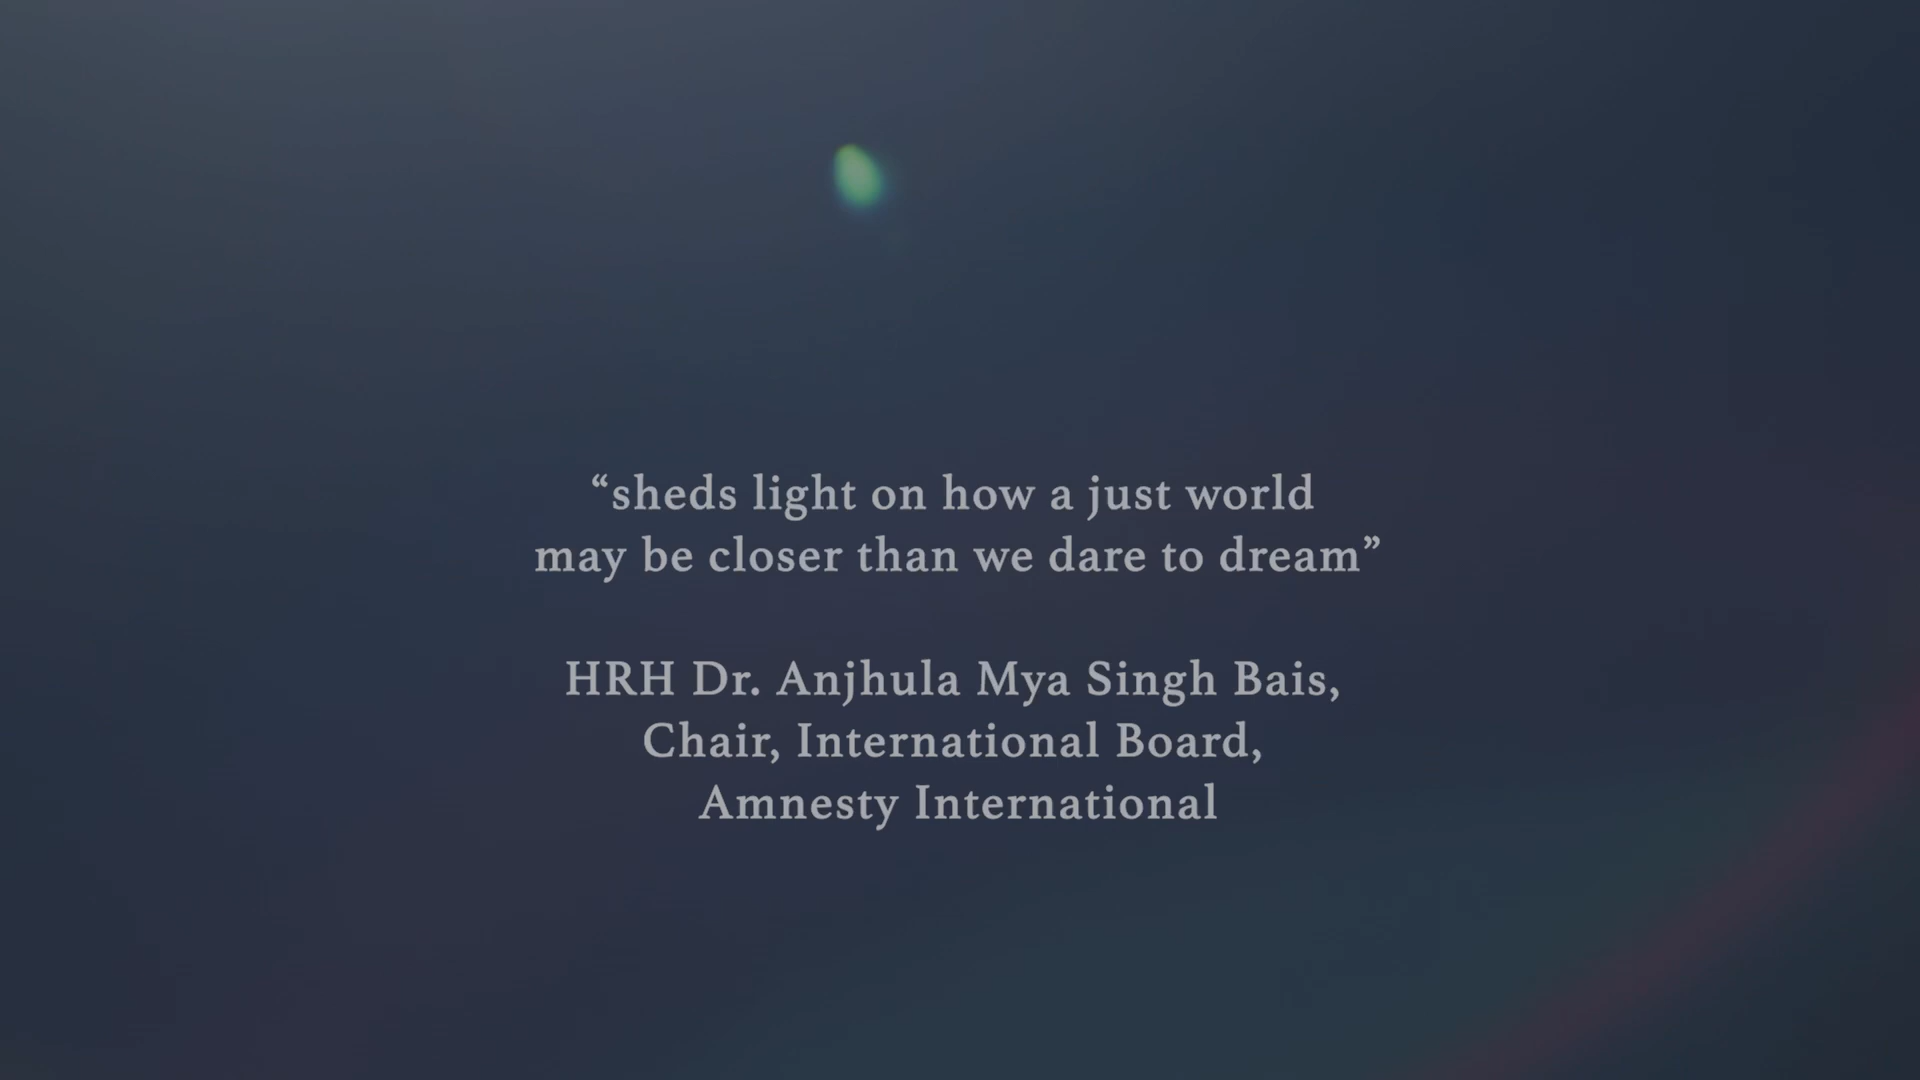 “sheds light on how a just world
may be closer than we dare to dream”
HRH Dr. Anjhula Mya Singh Bais,
Chair, International Board,
Amnesty International